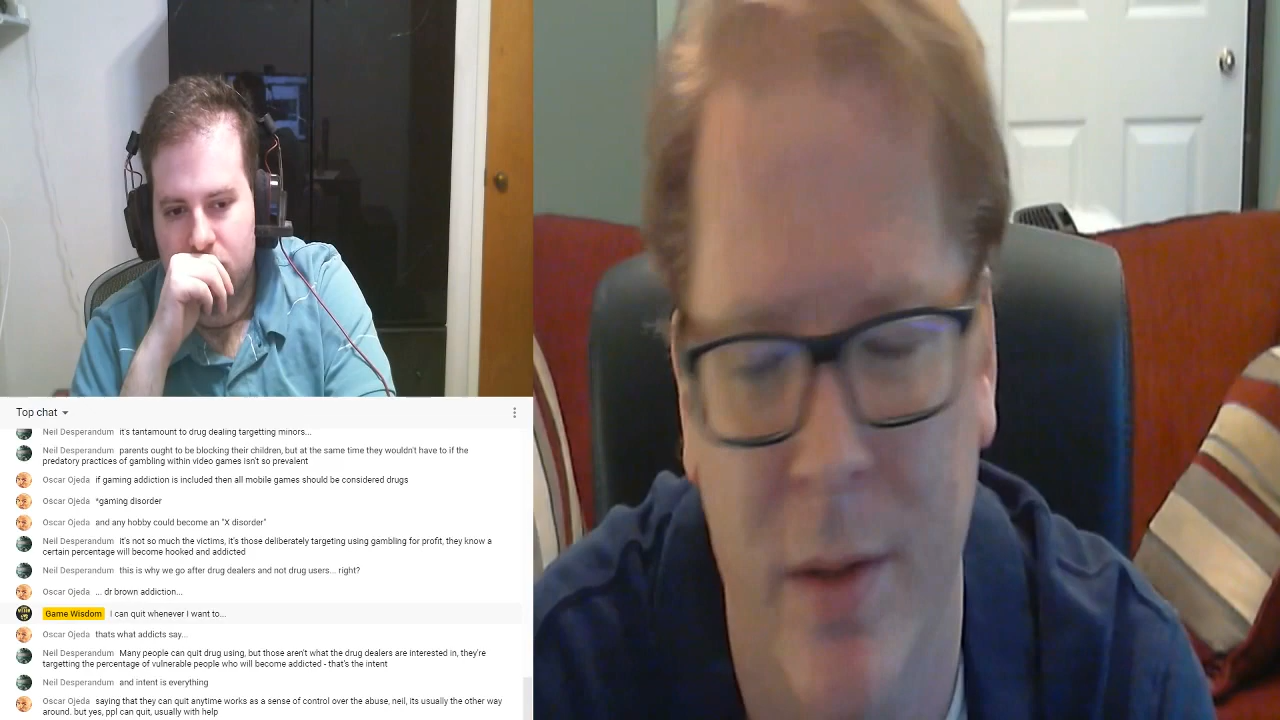 Top chat
Neil Desperandum it's tantamount to drug dealing targetting minors...
Neil Desperandum parents ought to be blocking their children, but at the same time they wouldn't have to if the
predatory practices of gambling within video games isn't so prevalent
Oscar Ojeda if gaming addiction is included then all mobile games should be considered drugs
Oscar Ojeda *gaming disorder
Oscar Ojeda and any hobby could become an "X disorder"
Neil Desperandum It's not so much the victims, it's those deliberately targeting using gambling for profit, they know a
certain percentage will become hooked and addicted
Neil Desperandum this is why we go after drug dealers and not drug users... right?
Oscar Ojeda ... dr brown addiction...
Game Wisdom I can quit whenever I want to...
Oscar Ojeda thats what addicts say...
Neil Desperandum Many people can quit drug using, but those aren't what the drug dealers are interested in, they're
targetting the percentage of vulnerable people who will become addicted - that's the intent
Neil Desperandum and intent is everything
Oscar Ojeda saying that they can quit anytime works as a sense of control over the abuse, neil, its usually the other way
around. but yes, ppl can quit, usually with help